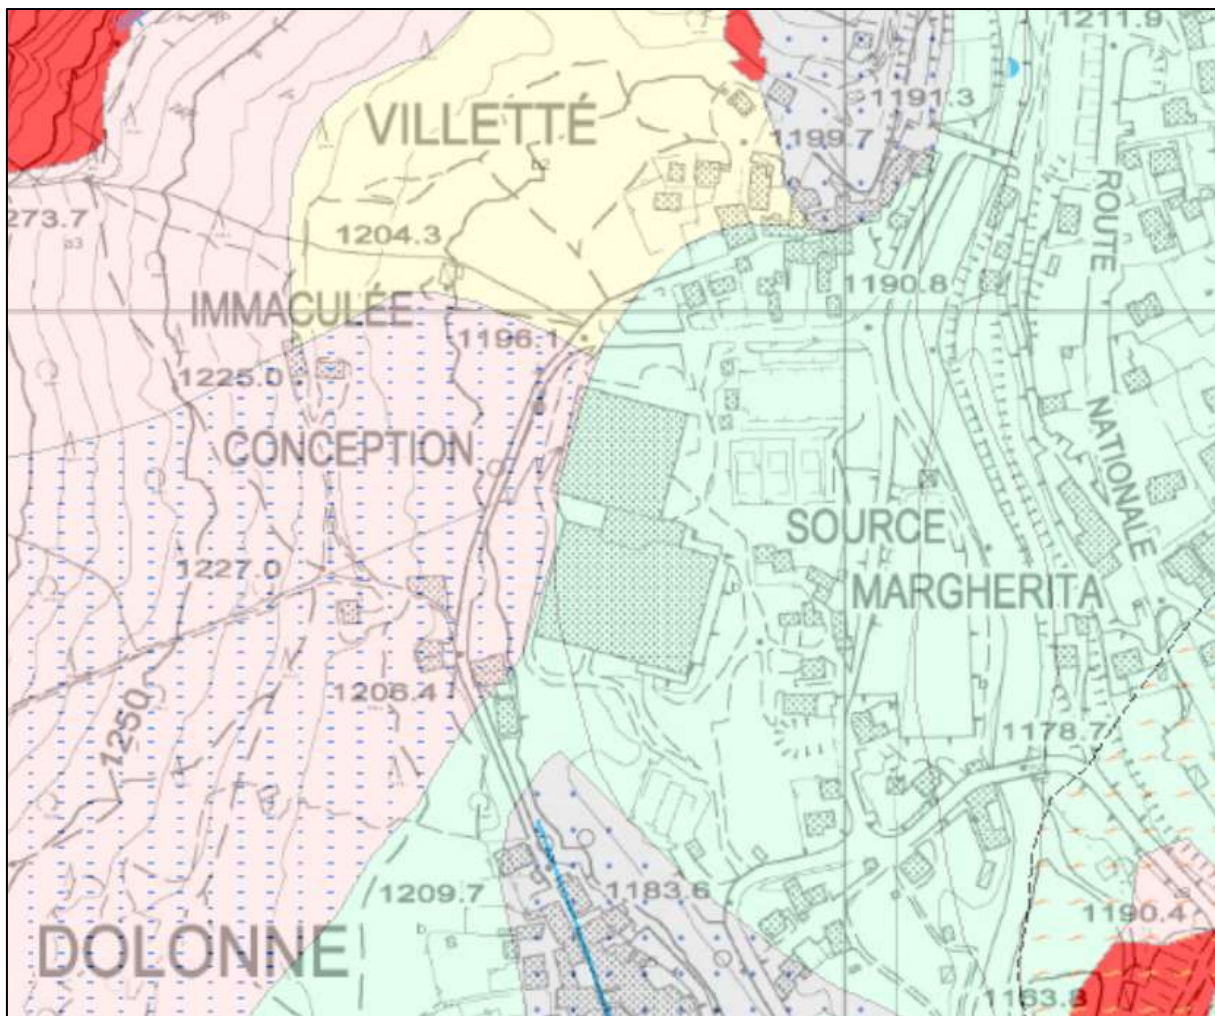 1211.9
VILLETTÉ
1191.3
1199.7
b2
ROUTE
273.7
a3
1204.3
1190.8
IMMACULÉE
1196.1
1225.0
CONCEPTION
NATIONALE
SOURCE
1227.0
MARGHERITA
b
1206.4
1250
1178.7
1209.7
1183.6
1190.4
a
b
s
DOLONNE
1163.8